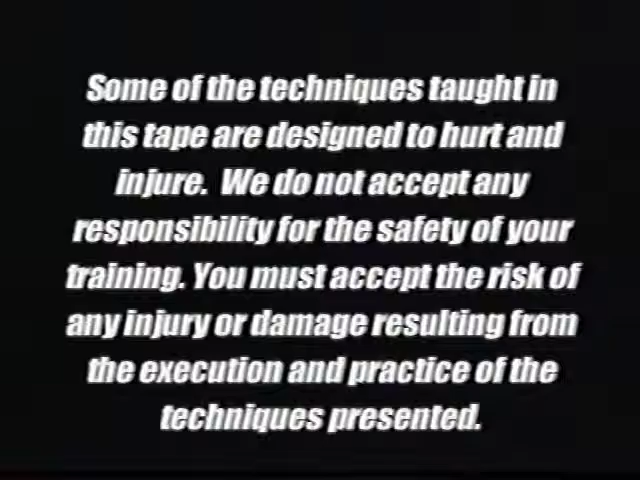 Some of the techniques taught in
this tape are designed to hurt and
injure.  We do not accept any
responsibility for the safety of your
training. You must accept the risk of
any injury or damage resulting from
the execution and practice of the
techniques presented.